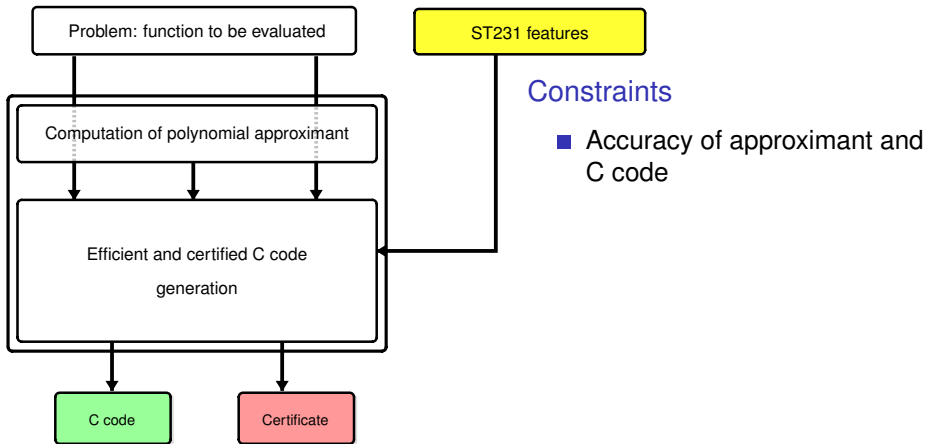 Problem: function to be evaluated
ST231 features
Constraints
Computation of polynomial approximant
■ Accuracy of approximant and
C code
Efficient and certified C code
generation
C code
Certificate